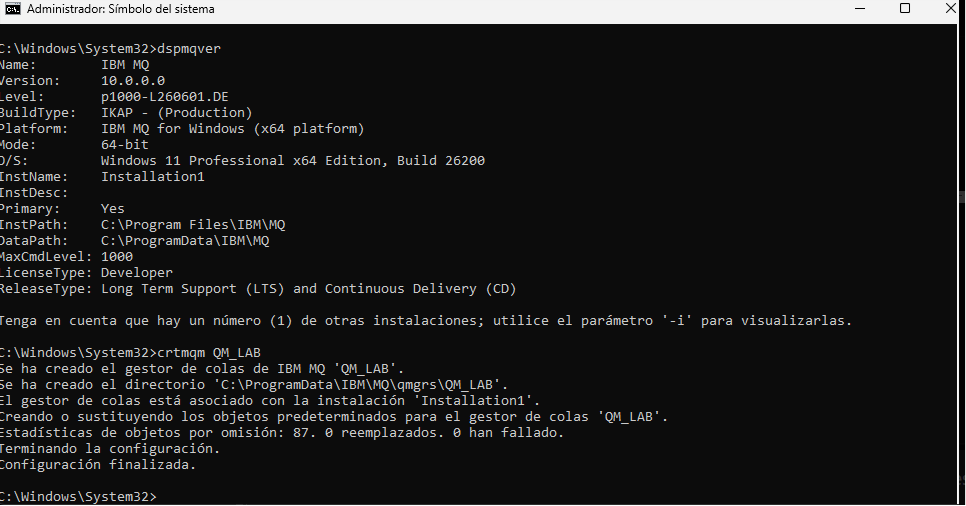 Administrador: Símbolo del sistema
C:\Windows\System32>dspmqver
Name:        IBM MQ
Version:     10.0.0.0
Level:       p1000-L260601.DE
BuildType:   IKAP - (Production)
Platform:    IBM MQ for Windows (x64 platform)
Mode:        64-bit
O/S:         Windows 11 Professional x64 Edition, Build 26200
InstName:    Installation1
InstDesc:
Primary:     Yes
InstPath:    C:\Program Files\IBM\MQ
DataPath:    C:\ProgramData\IBM\MQ
MaxCmdLevel: 1000
LicenseType: Developer
ReleaseType: Long Term Support (LTS) and Continuous Delivery (CD)
Tenga en cuenta que hay un número (1) de otras instalaciones; utilice el parámetro '-i' para visualizarlas.
C:\Windows\System32>crtmqm QM_LAB
Se ha creado el gestor de colas de IBM MQ 'QM_LAB'.
Se ha creado el directorio 'C:\ProgramData\IBM\MQ\qmgrs\QM_LAB'.
El gestor de colas está asociado con la instalación 'Installation1'.
Creando o sustituyendo los objetos predeterminados para el gestor de colas 'QM_LAB'.
Estadísticas de objetos por omisión: 87. 0 reemplazados. 0 han fallado.
Terminando la configuración.
Configuración finalizada.
C:\Windows\System32>